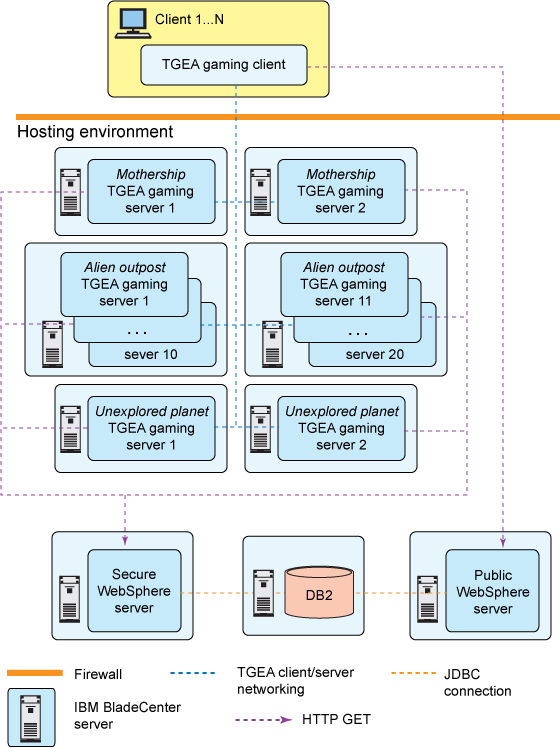 Client 1...N
TGEA gaming client
Hosting environment
Mothership
TGEA gaming
server 1
Mothership
TGEA gaming
server 2
Alien outpost
TGEA gaming
server 1
...
sever 10
Alien outpost
TGEA gaming
server 11
...
server 20
Unexplored planet
TGEA gaming
server 1
Unexplored planet
TGEA gaming
server 2
Secure
WebSphere
server
DB2
Public
WebSphere
server
Firewall
TGEA client/server
networking
JDBC
connection
IBM BladeCenter
server
HTTP GET